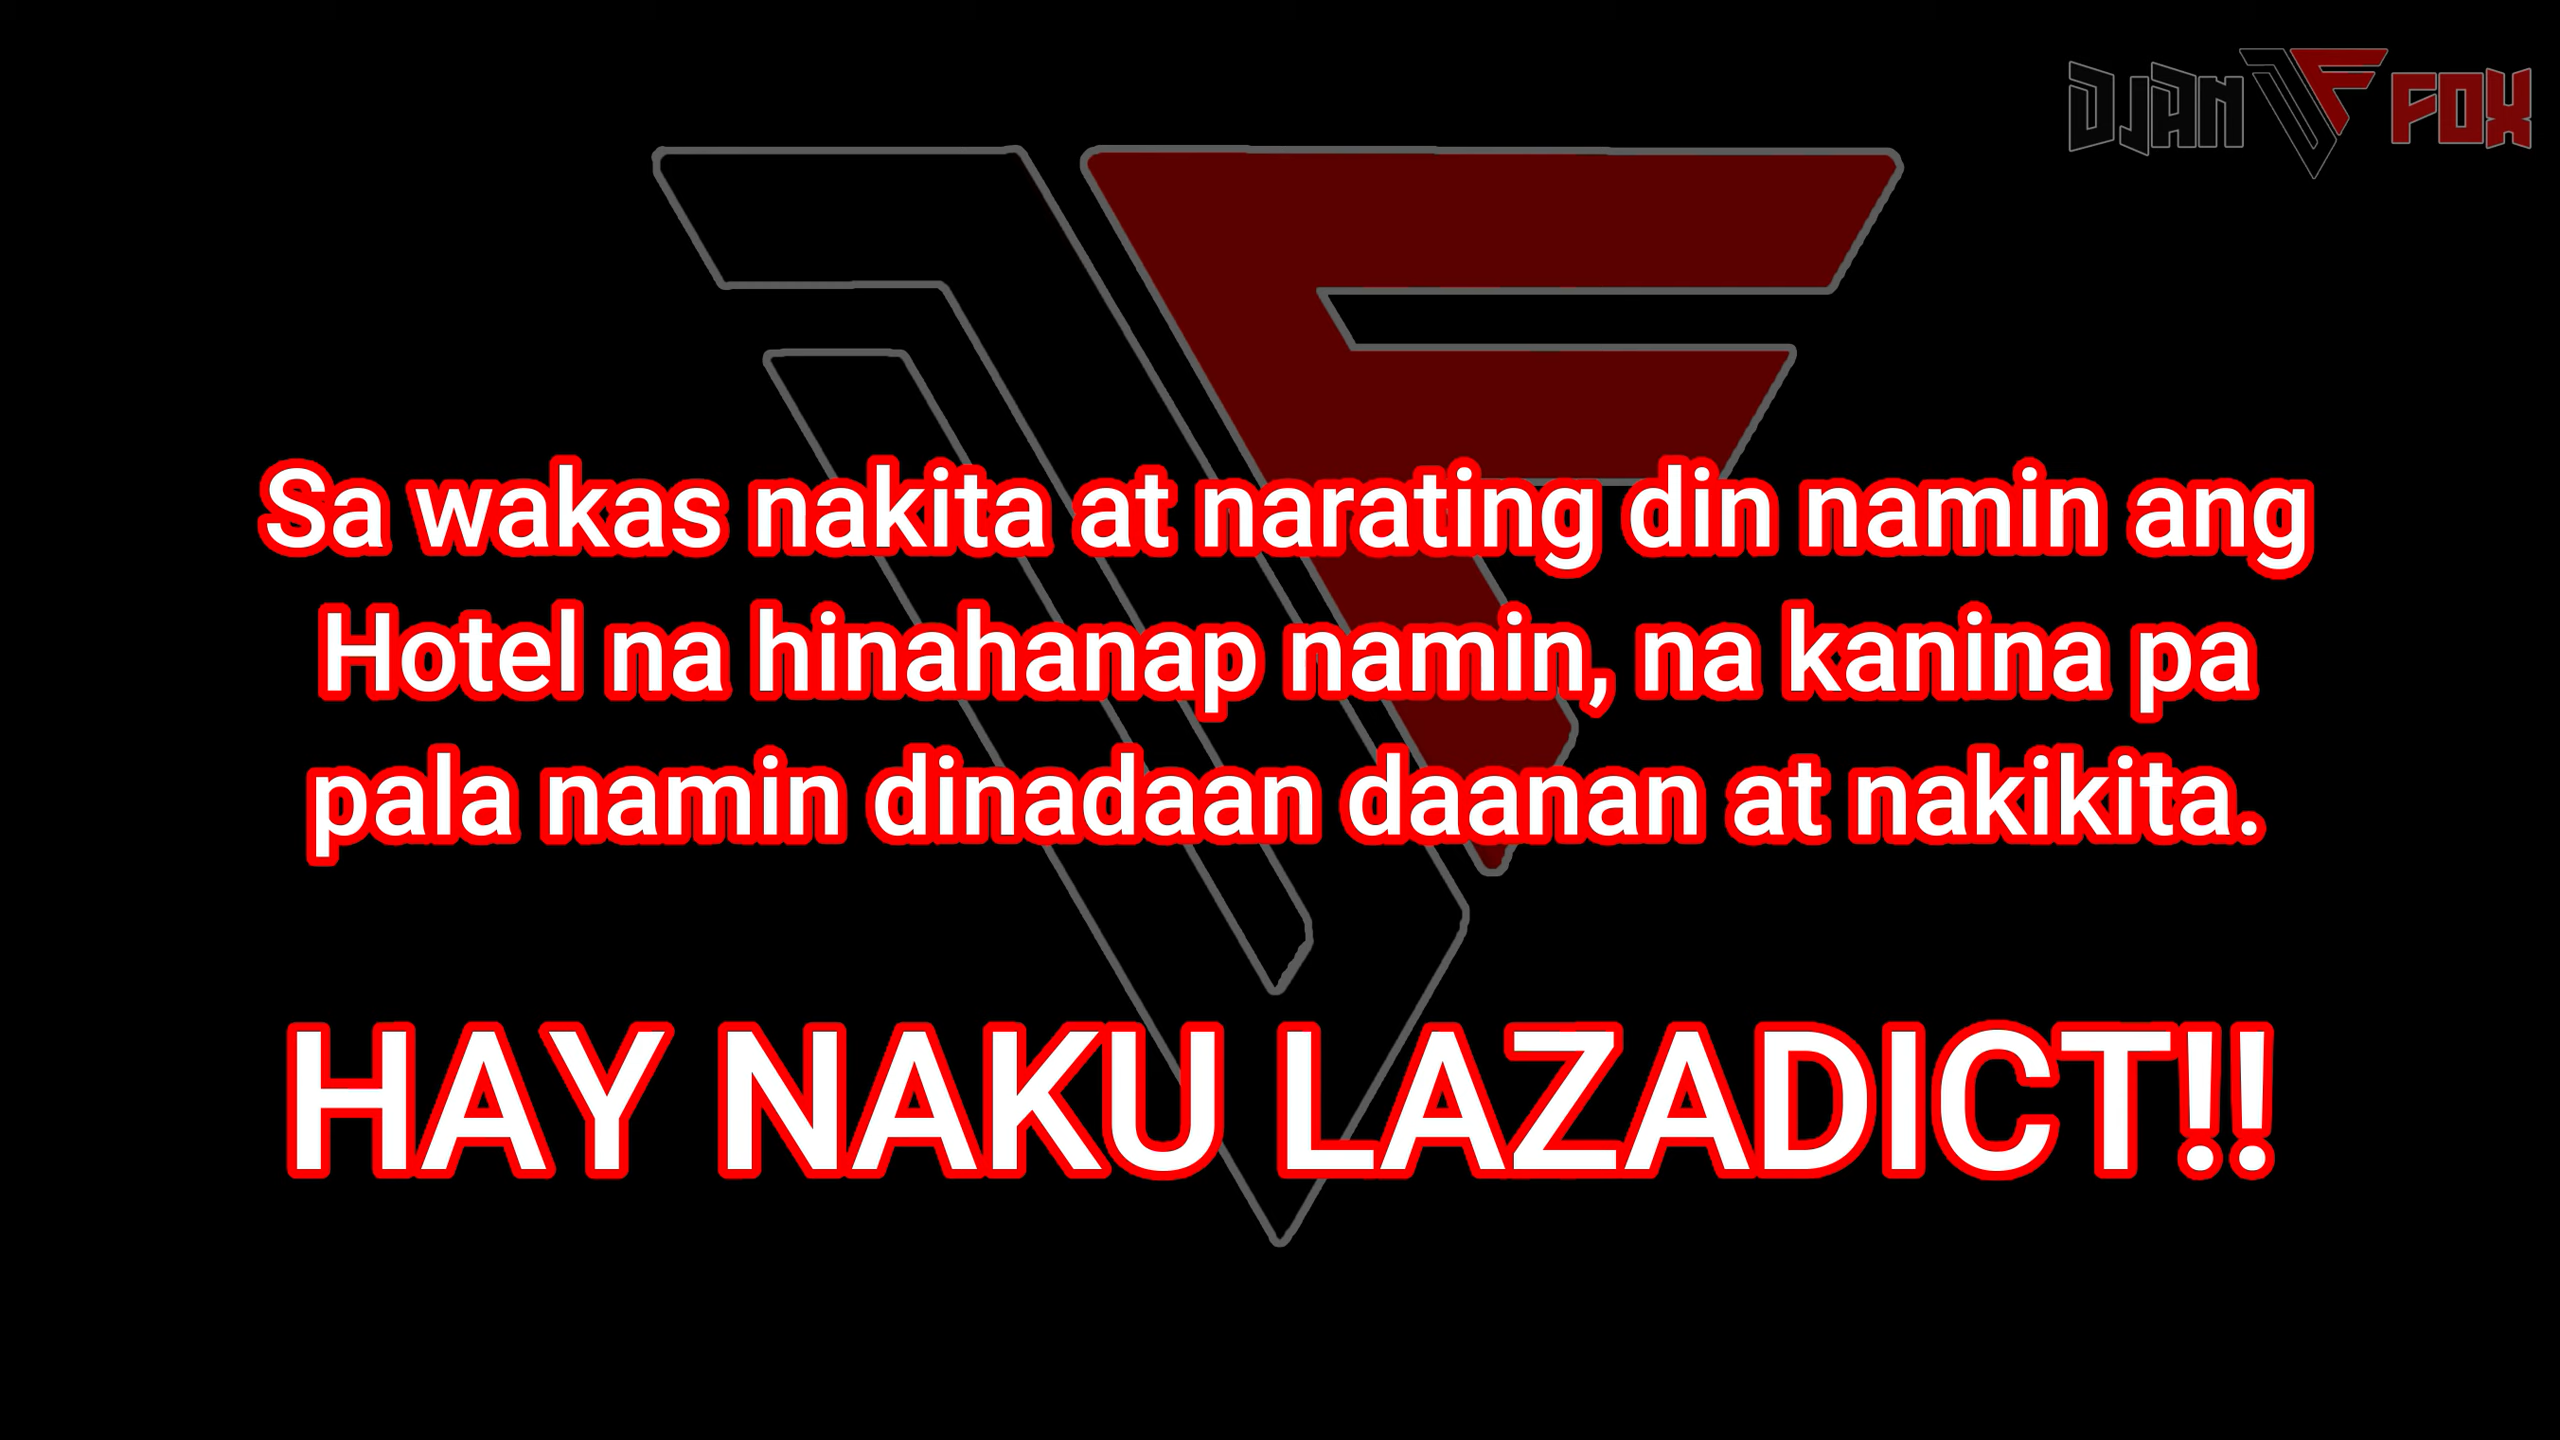 DJAN FOX
Sa wakas nakita at narating din namin ang
Hotel na hinahanap namin, na kanina pa
pala namin dinadaan daanan at nakikita.
HAY NAKU LAZADICT!!